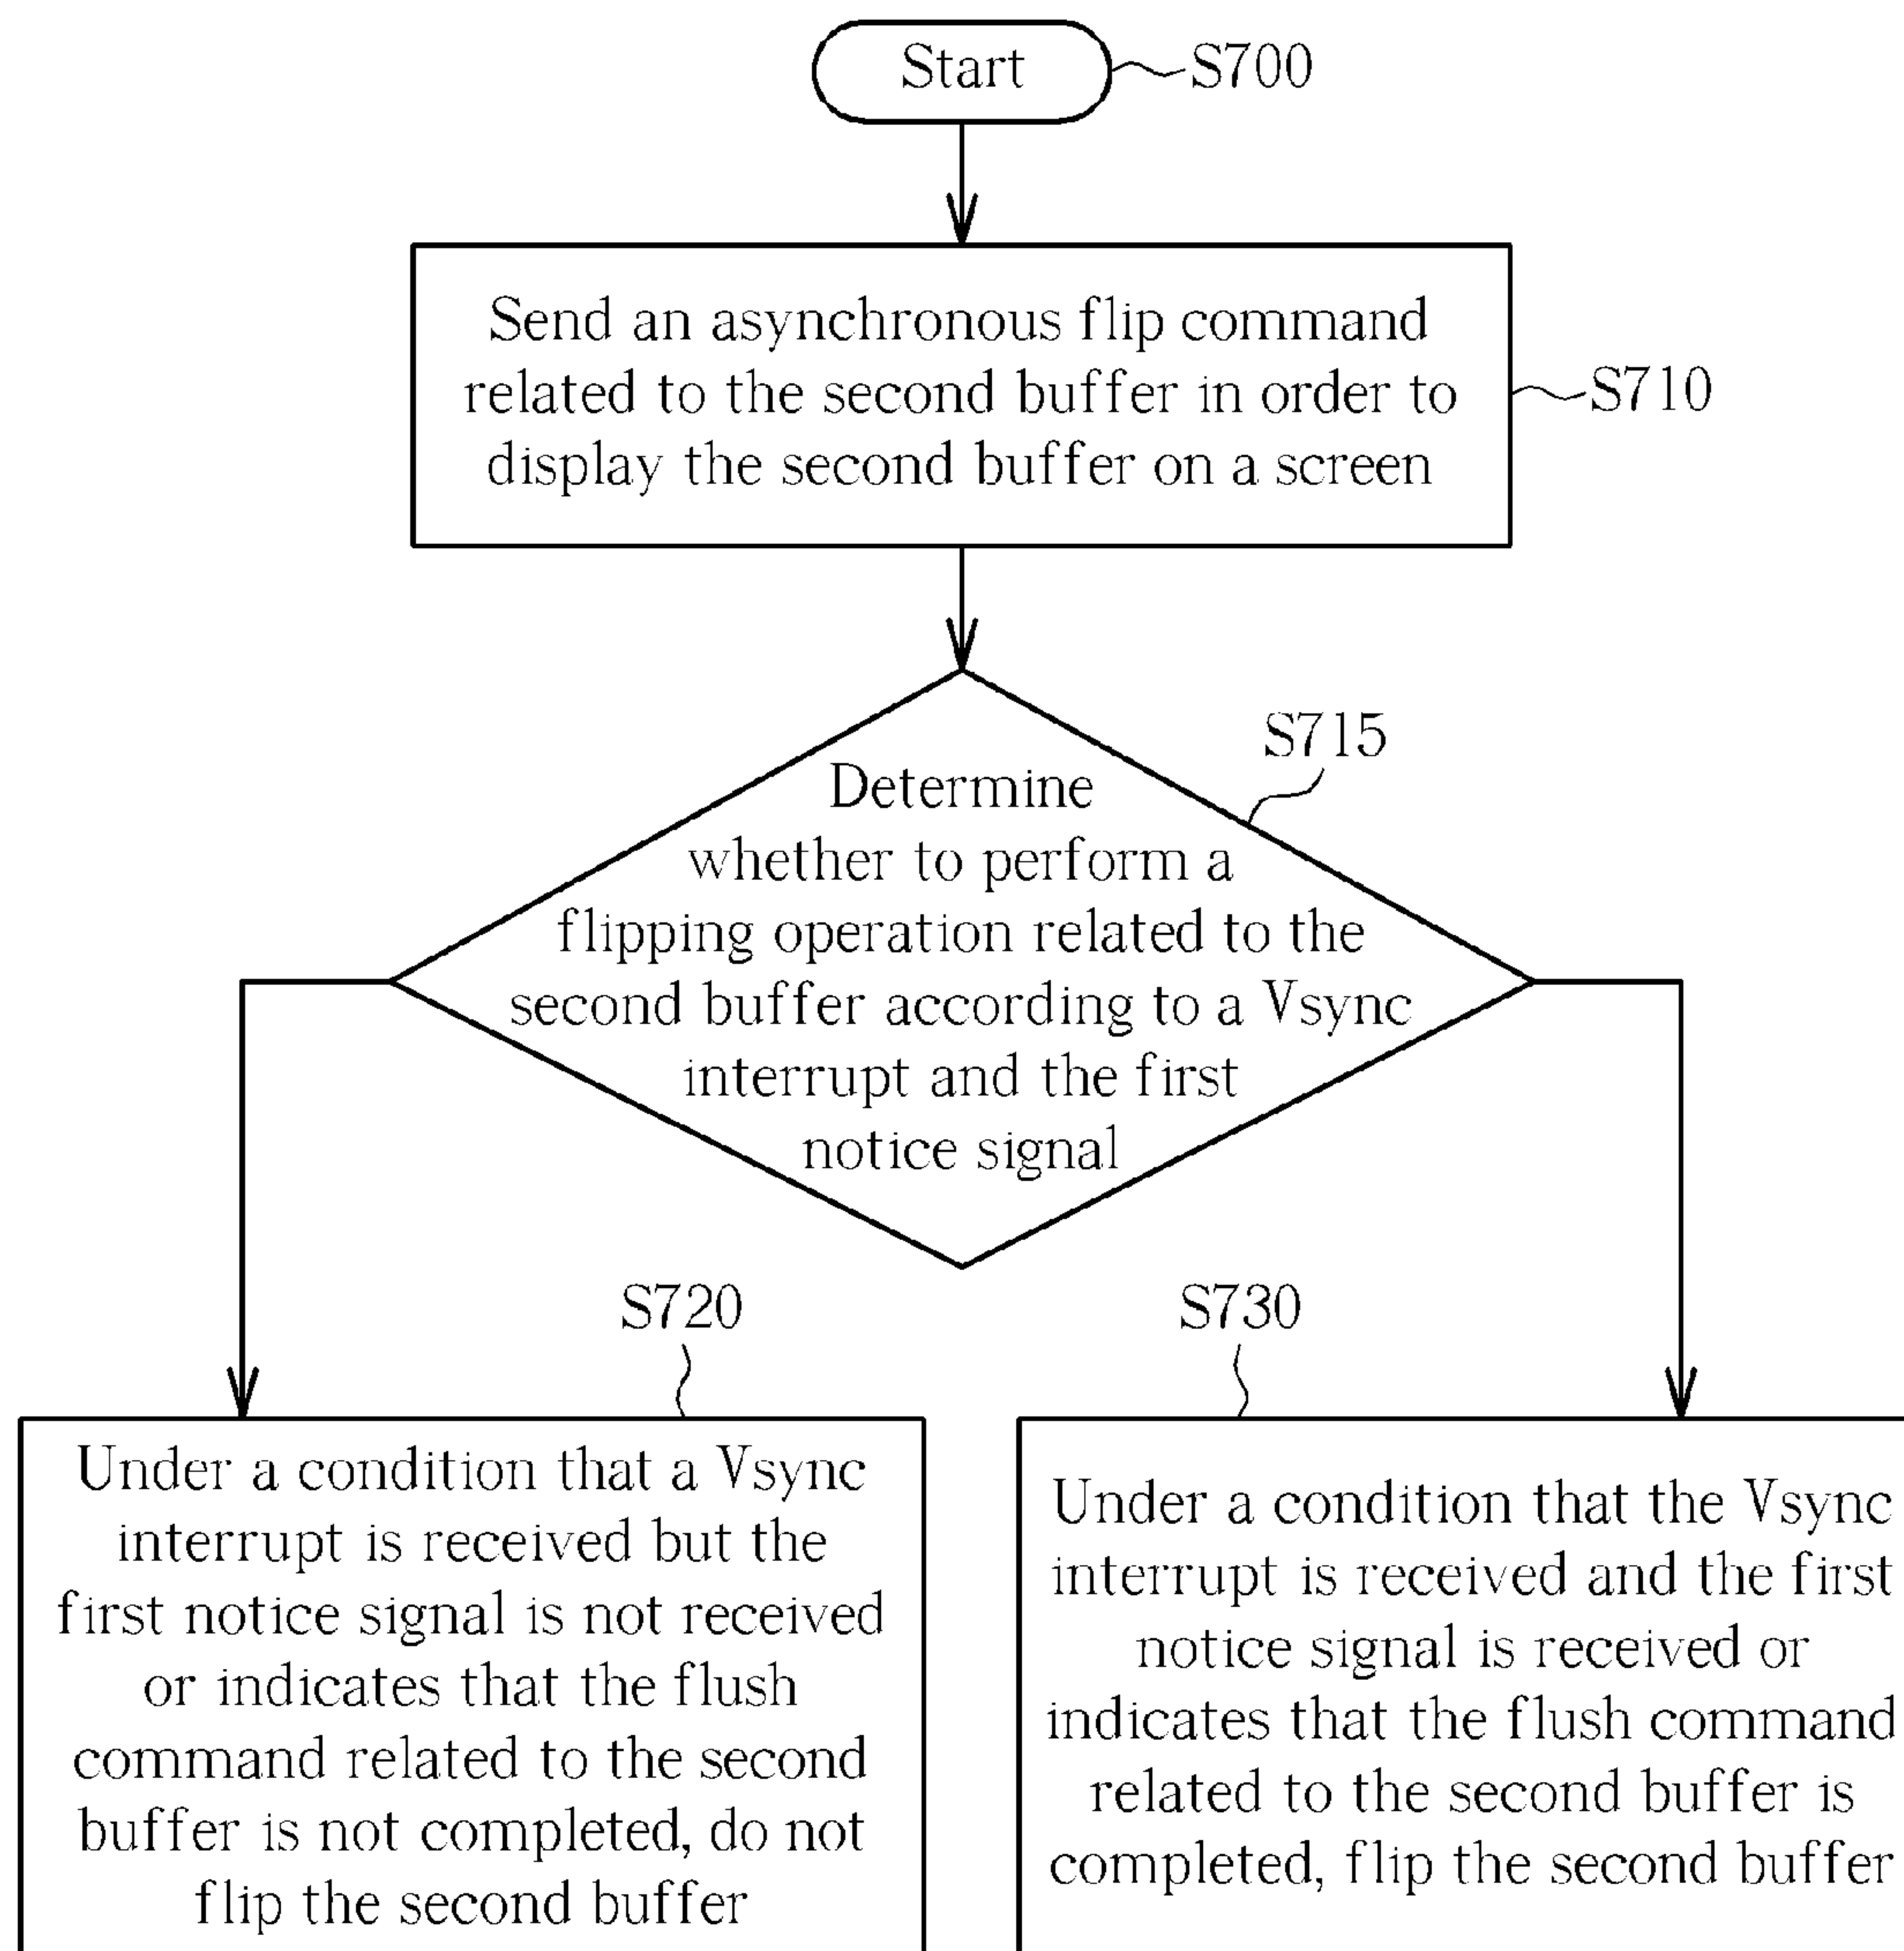 Start
S700
Send an asynchronous flip command
related to the second buffer in order to
display the second buffer on a screen
S710
S715
Determine
whether to perform a
flipping operation related to the
second buffer according to a Vsync
interrupt and the first
notice signal
S720
Under a condition that a Vsync
interrupt is received but the
first notice signal is not received
or indicates that the flush
command related to the second
buffer is not completed, do not
flip the second buffer
S730
Under a condition that the Vsync
interrupt is received and the first
notice signal is received or
indicates that the flush command
related to the second buffer is
completed, flip the second buffer